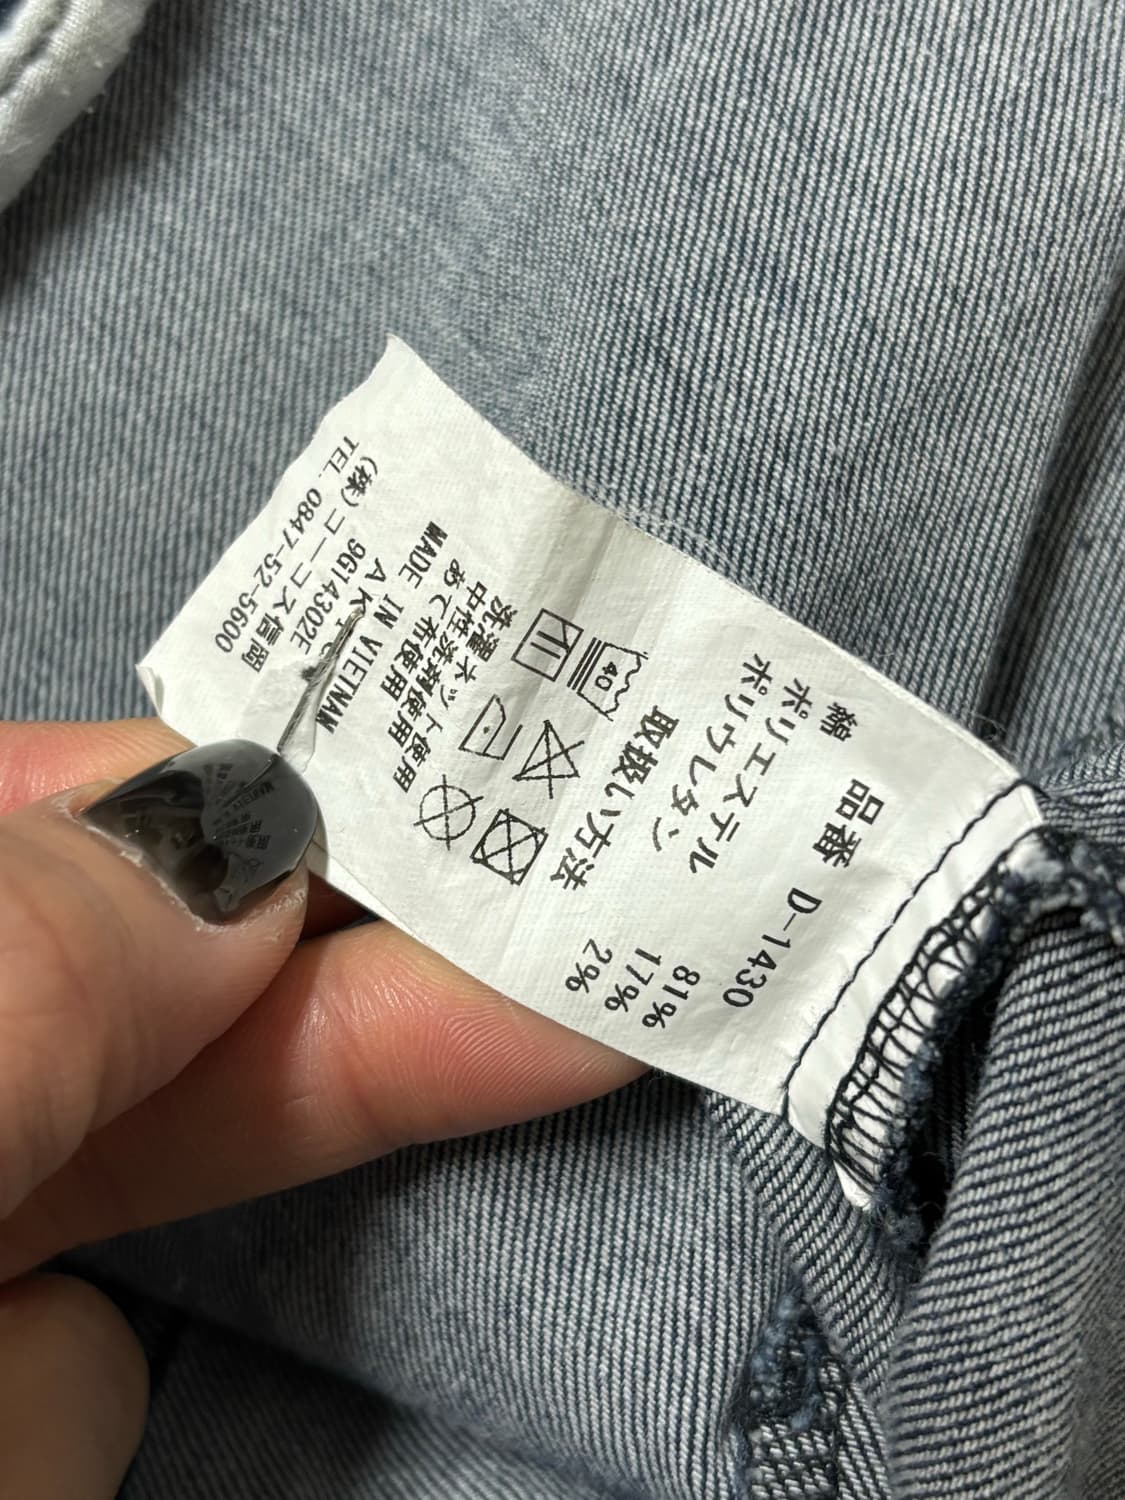 品番 D-1430
綿 81%
ポリエステル 17%
ポリウレタン 2%
取扱い方法
40
洗濯ネット使用
中性洗剤使用
あて布使用
MADE IN VIETNAM
9G14302E
(株)コーコス信岡
TEL. 0847-52-5600